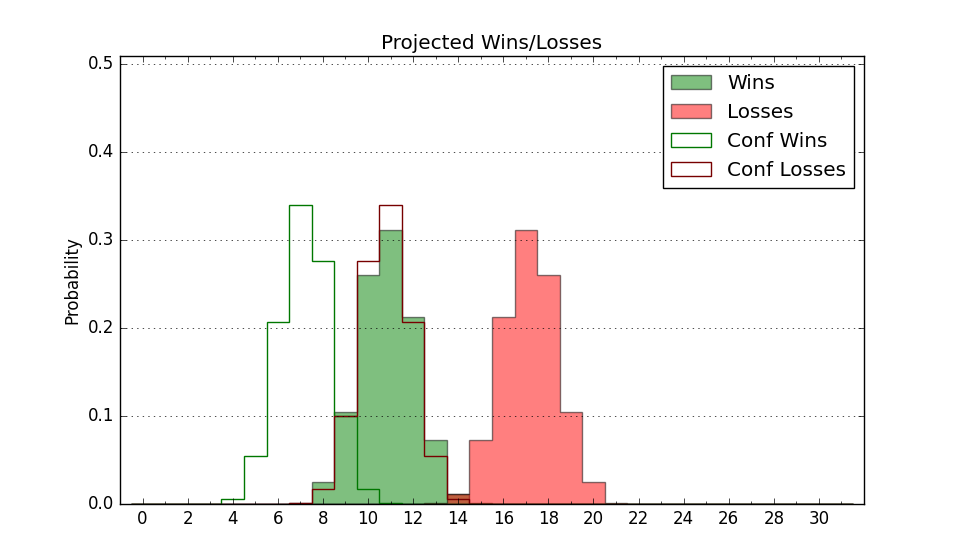 Projected Wins/Losses
0.5
0.4
0.3
0.2
0.1
0.0
Probability
Wins
Losses
Conf Wins
Conf Losses
0 2 4 6 8 10 12 14 16 18 20 22 24 26 28 30